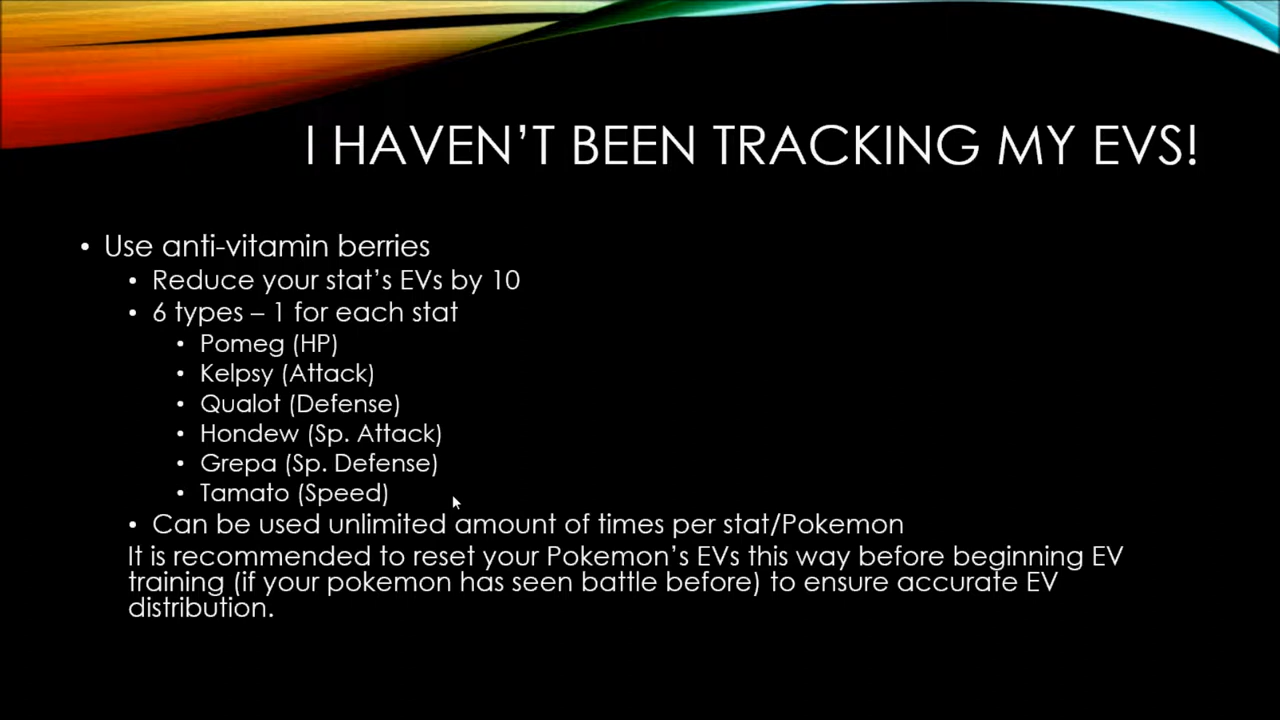 I HAVEN'T BEEN TRACKING MY EVS!
• Use anti-vitamin berries
• Reduce your stat's EVs by 10
• 6 types – 1 for each stat
• Pomeg (HP)
• Kelpsy (Attack)
• Qualot (Defense)
• Hondew (Sp. Attack)
• Grepa (Sp. Defense)
• Tamato (Speed)
• Can be used unlimited amount of times per stat/Pokemon
It is recommended to reset your Pokemon's EVs this way before beginning EV
training (if your pokemon has seen battle before) to ensure accurate EV
distribution.